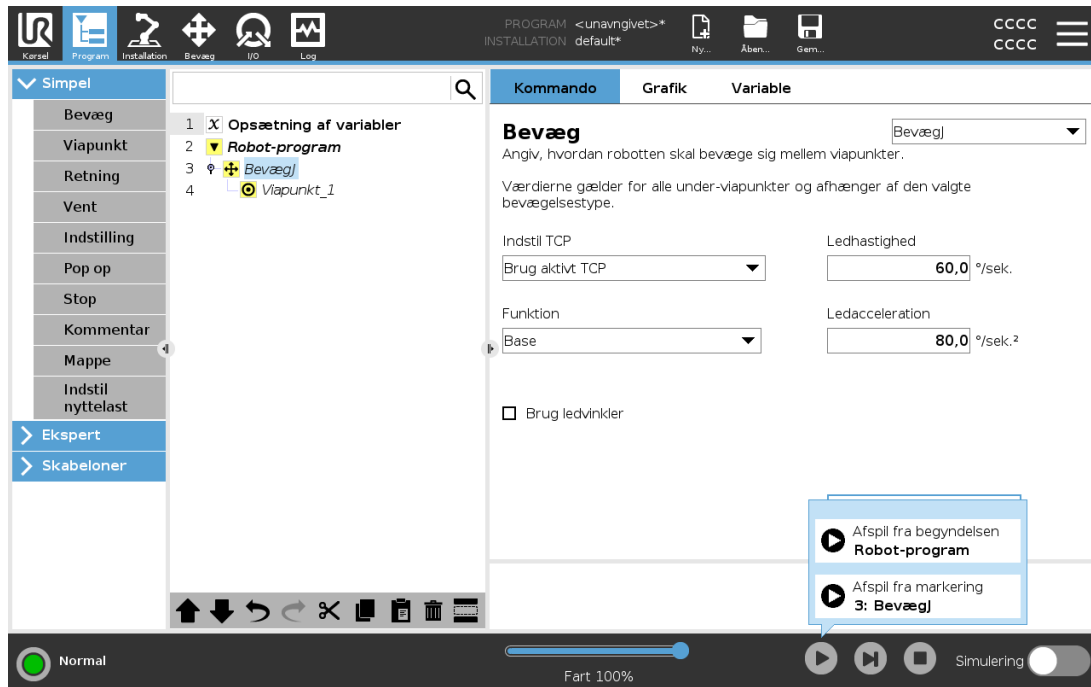 UR
PROGRAM <unavngivet>*
INSTALLATION default*
CCCC
CCCC
Kørsel
Program
Installation
Bevæg
I/O
Log
Ny...
Åben...
Gem...
Simpel
Bevæg
Viapunkt
Retning
Vent
Indstilling
Pop op
Stop
Kommentar
Mappe
Indstil
nyttelast
Ekspert
Skabeloner
1 X Opsætning af variabler
2 Robot-program
3 BevægJ
4 Viapunkt_1
Kommando
Grafik
Variable
Bevæg
BevægJ
Angiv, hvordan robotten skal bevæge sig mellem viapunkter.
Værdierne gælder for alle under-viapunkter og afhænger af den valgte
bevægelsestype.
Indstil TCP
Ledhastighed
Brug aktivt TCP
60,0 °/sek.
Funktion
Ledacceleration
Base
80,0 °/sek.²
Brug ledvinkler
Afspil fra begyndelsen
Robot-program
Afspil fra markering
3: BevægJ
Normal
Fart 100%
Simulering